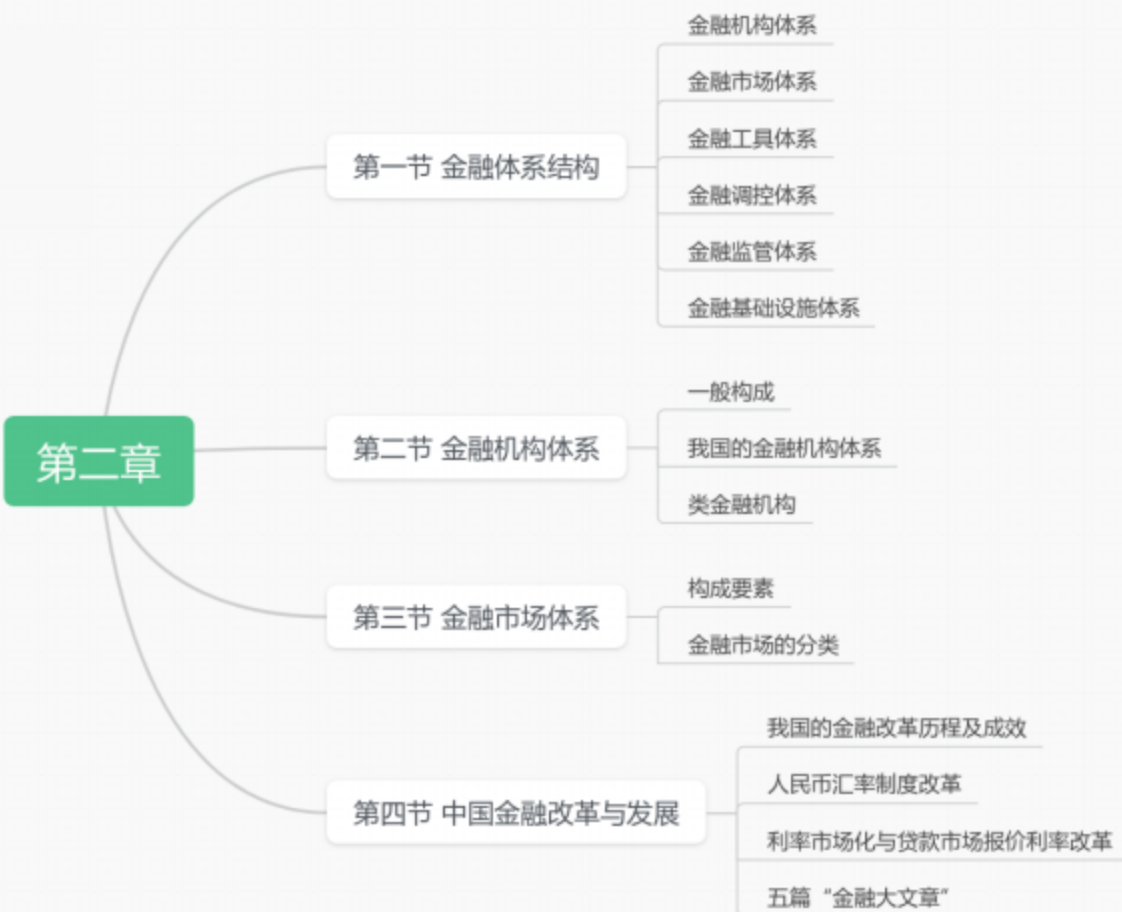 第二章
第一节 金融体系结构
金融机构体系
金融市场体系
金融工具体系
金融调控体系
金融监管体系
金融基础设施体系
第二节 金融机构体系
一般构成
我国的金融机构体系
类金融机构
第三节 金融市场体系
构成要素
金融市场的分类
第四节 中国金融改革与发展
我国的金融改革历程及成效
人民币汇率制度改革
利率市场化与贷款市场报价利率改革
五篇“金融大文章”